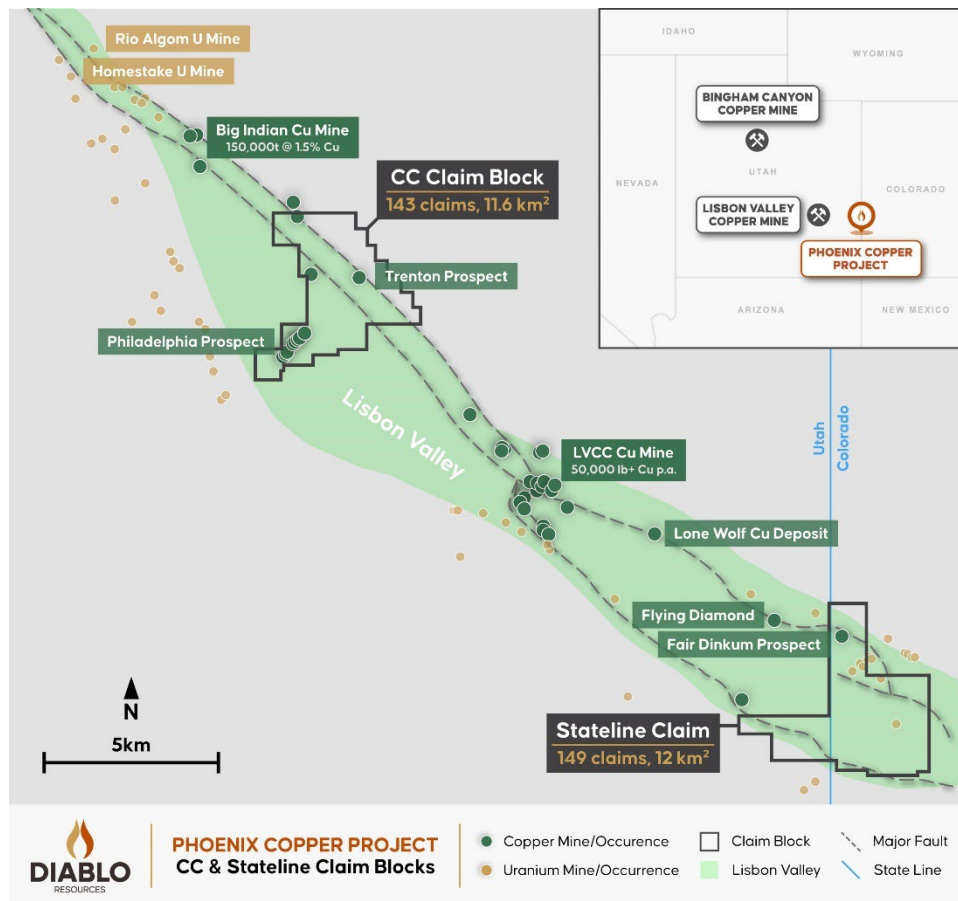 Rio Algom U Mine
Homestake U Mine
Big Indian Cu Mine
150,000t @ 1.5% Cu
CC Claim Block
143 claims, 11.6 km²
Trenton Prospect
Philadelphia Prospect
Lisbon Valley
LVCC Cu Mine
50,000 lb+ Cu p.a.
Lone Wolf Cu Deposit
Flying Diamond
Fair Dinkum Prospect
Stateline Claim
149 claims, 12 km²
Utah
Colorado
N
5km
IDAHO
WYOMING
BINGHAM CANYON
COPPER MINE
UTAH
NEVADA
COLORADO
LISBON VALLEY
COPPER MINE
PHOENIX COPPER
PROJECT
ARIZONA
NEW MEXICO
DIABLO
RESOURCES
PHOENIX COPPER PROJECT
CC & Stateline Claim Blocks
Copper Mine/Occurence
Uranium Mine/Occurrence
Claim Block
Lisbon Valley
Major Fault
State Line